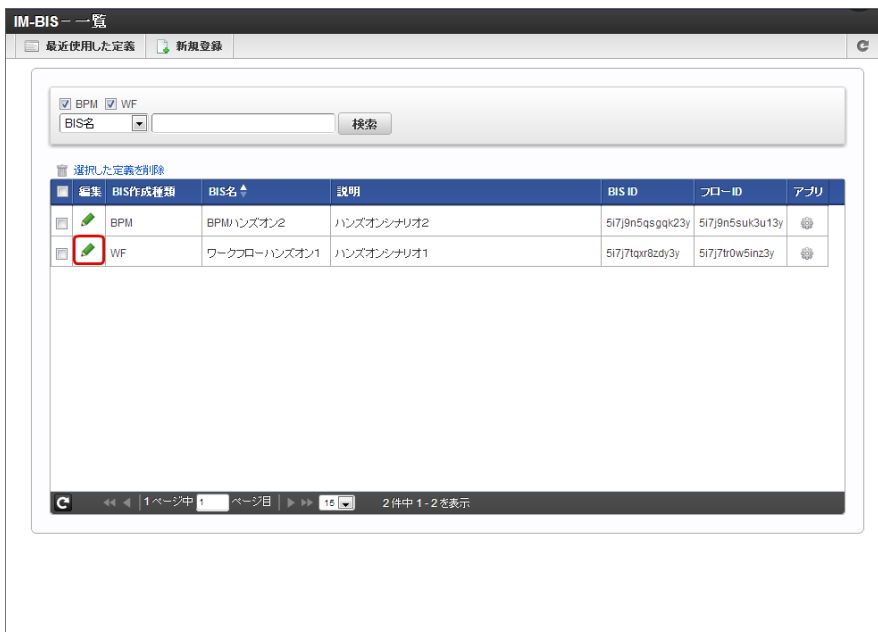 IM-BIS－一覧
最近使用した定義 新規登録
BPM WF
BIS名 検索
選択した定義を削除
編集 BIS作成種類 BIS名 説明 BIS ID フローID アプリ
BPM BPMハンズオン2 ハンズオンシナリオ2 5i7j9n5qsgqk23y 5i7j9n5suk3u13y
WF ワークフローハンズオン1 ハンズオンシナリオ1 5i7j7tqxr8zdy3y 5i7j7tr0w5inz3y
1ページ中 1 ページ目 15 2件中 1 - 2 を表示